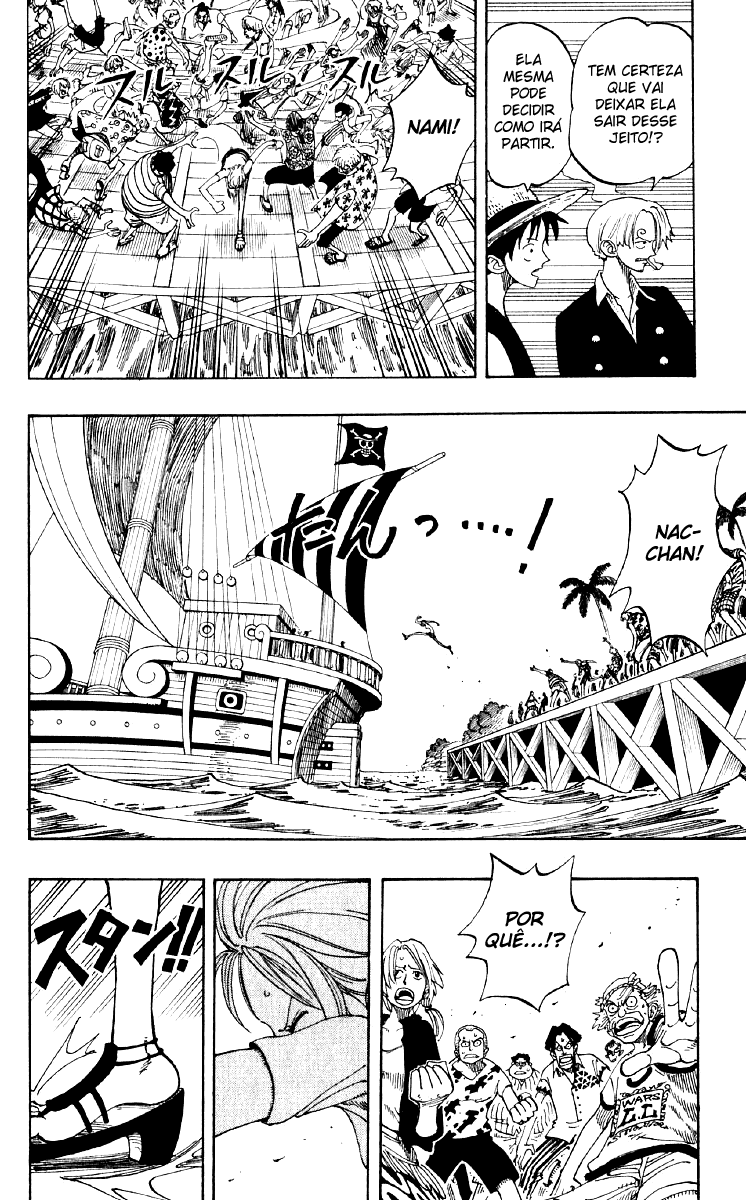 TEM CERTEZA
QUE VAI
DEIXAR ELA
SAIR DESSE
JEITO!?
ELA
MESMA
PODE
DECIDIR
COMO IRÁ
PARTIR.
NAMI!
スル スル スル
NAC-
CHAN!
たんっ····!
POR
QUÊ...!?
WARS
L.L
スタン!!